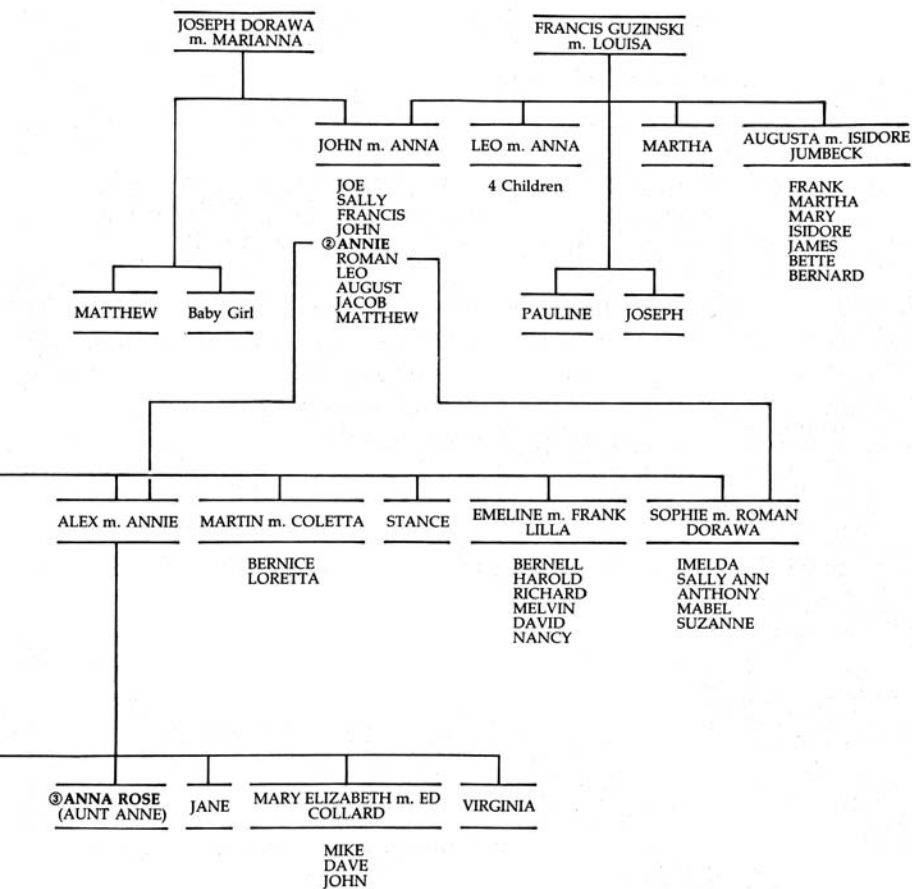 JOSEPH DORAWA
m. MARIANNA
FRANCIS GUZINSKI
m. LOUISA
JOHN m. ANNA
LEO m. ANNA
MARTHA
AUGUSTA m. ISIDORE
JUMBECK
JOE
SALLY
FRANCIS
JOHN
②ANNIE
ROMAN
LEO
AUGUST
JACOB
MATTHEW
4 Children
FRANK
MARTHA
MARY
ISIDORE
JAMES
BETTE
BERNARD
MATTHEW
Baby Girl
PAULINE
JOSEPH
ALEX m. ANNIE
MARTIN m. COLETTA
STANCE
EMELINE m. FRANK
LILLA
SOPHIE m. ROMAN
DORAWA
BERNICE
LORETTA
BERNELL
HAROLD
RICHARD
MELVIN
DAVID
NANCY
IMELDA
SALLY ANN
ANTHONY
MABEL
SUZANNE
③ANNA ROSE
(AUNT ANNE)
JANE
MARY ELIZABETH m. ED
COLLARD
VIRGINIA
MIKE
DAVE
JOHN